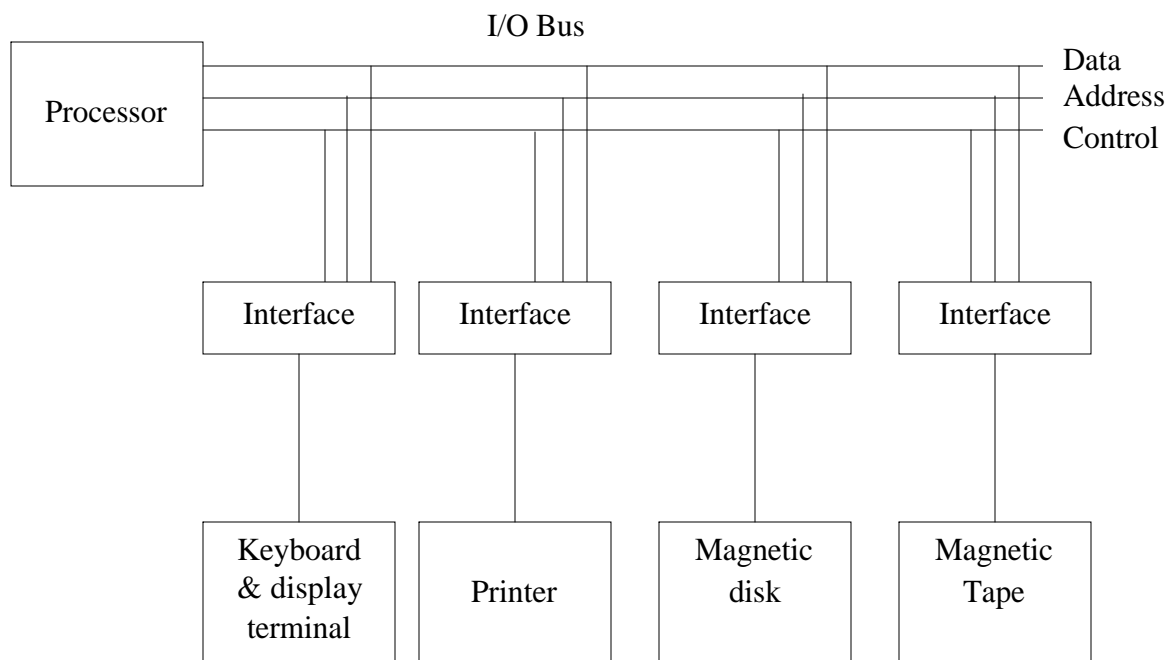 I/O Bus
Data
Address
Control
Processor
Interface
Interface
Interface
Interface
Keyboard
& display
terminal
Printer
Magnetic
disk
Magnetic
Tape